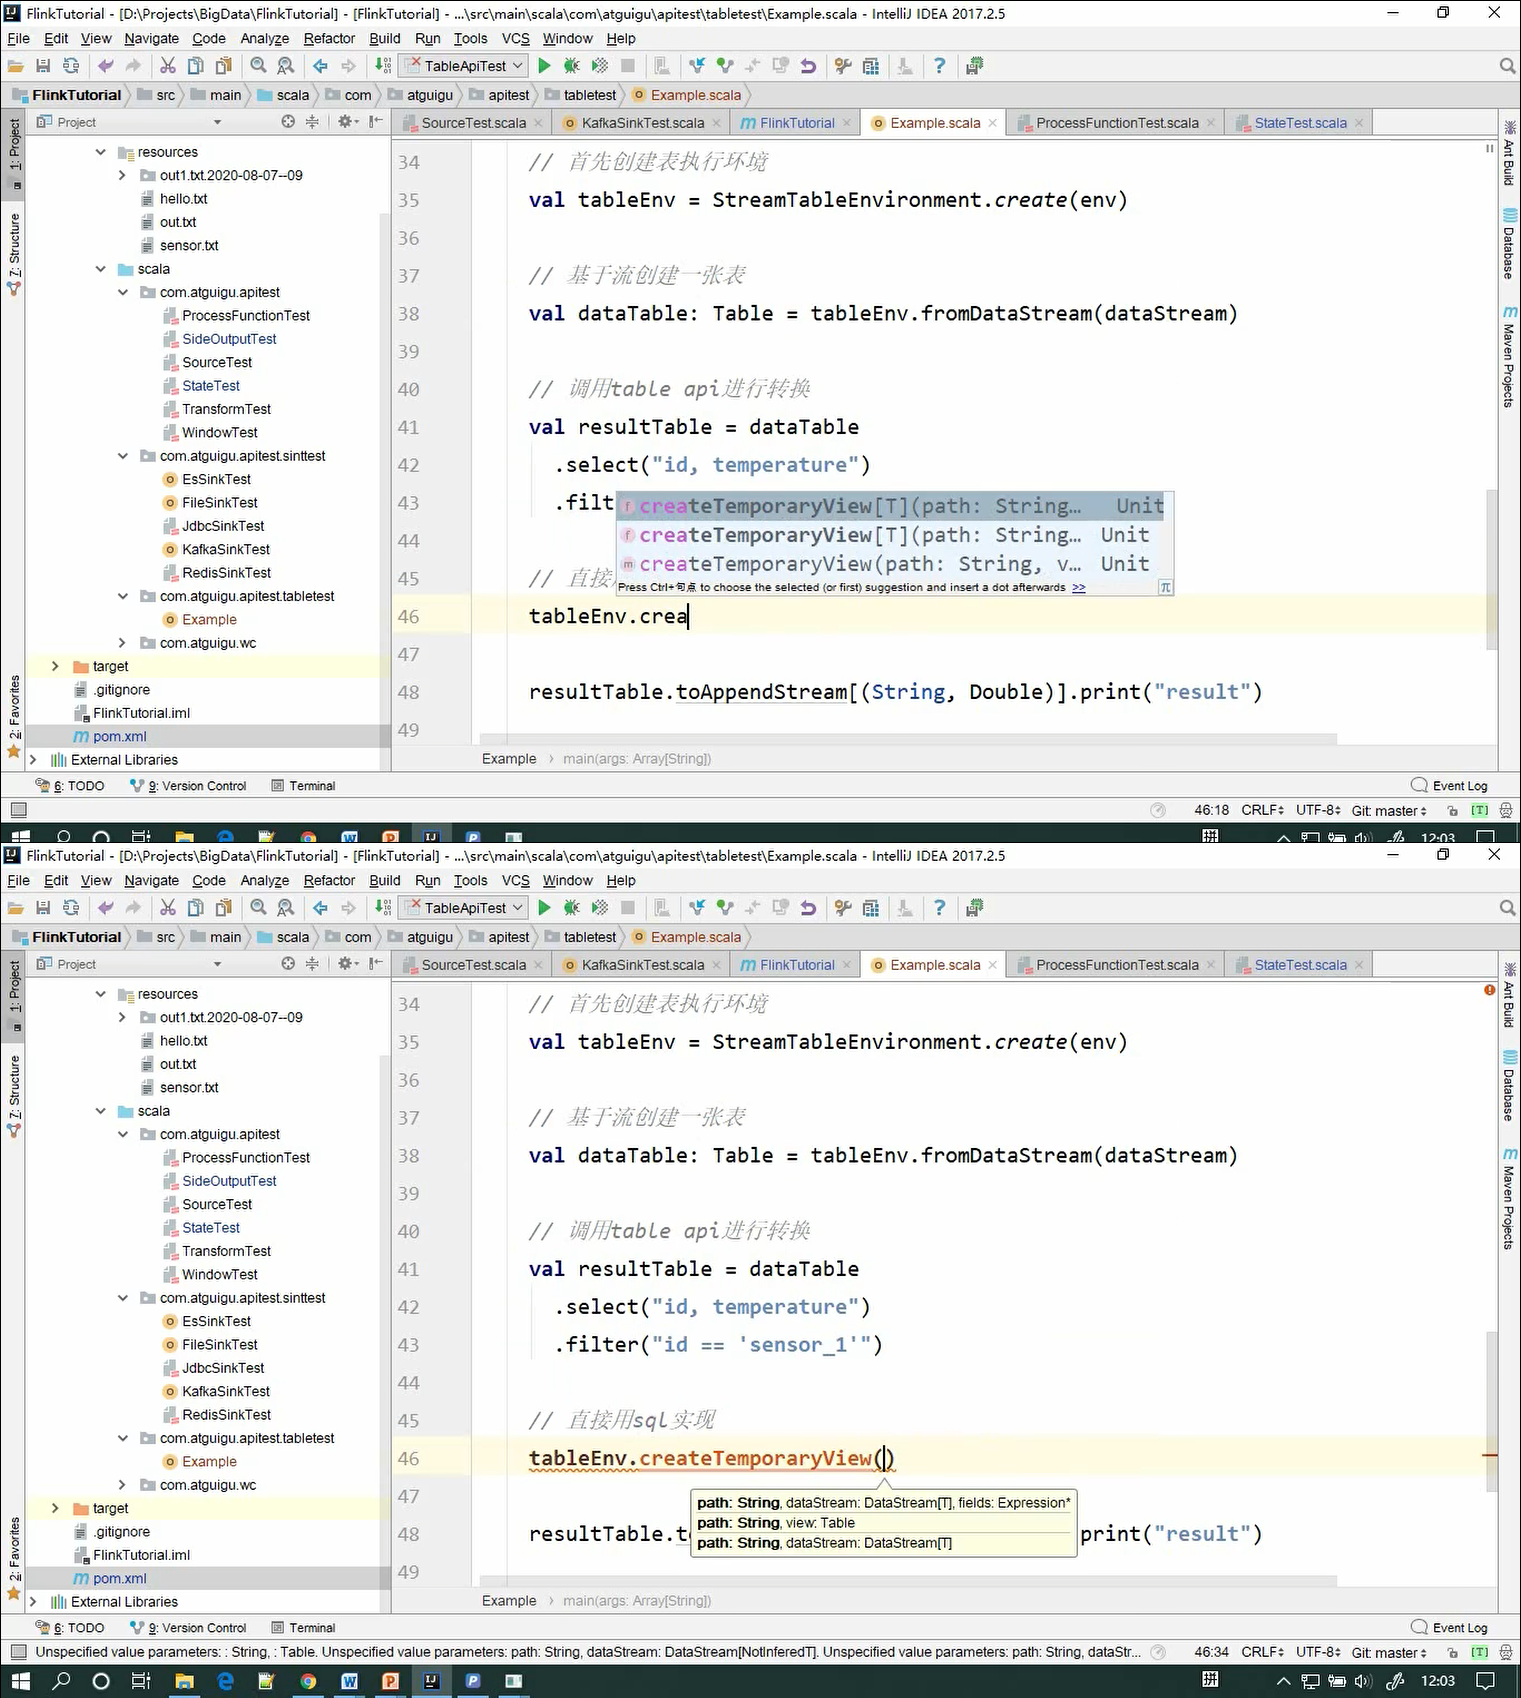 FlinkTutorial - [D:\Projects\BigData\FlinkTutorial] - [FlinkTutorial] - ...\src\main\scala\com\atguigu\apitest\tabletest\Example.scala - IntelliJ IDEA 2017.2.5
File Edit View Navigate Code Analyze Refactor Build Run Tools VCS Window Help
TableApiTest
FlinkTutorial src main scala com atguigu apitest tabletest Example.scala
Project
SourceTest.scala KafkaSinkTest.scala FlinkTutorial Example.scala ProcessFunctionTest.scala StateTest.scala
1: Project
7: Structure
2: Favorites
resources
out1.txt.2020-08-07--09
hello.txt
out.txt
sensor.txt
scala
com.atguigu.apitest
ProcessFunctionTest
SideOutputTest
SourceTest
StateTest
TransformTest
WindowTest
com.atguigu.apitest.sinttest
EsSinkTest
FileSinkTest
JdbcSinkTest
KafkaSinkTest
RedisSinkTest
com.atguigu.apitest.tabletest
Example
com.atguigu.wc
target
.gitignore
FlinkTutorial.iml
pom.xml
External Libraries
34 // 首先创建表执行环境
35 val tableEnv = StreamTableEnvironment.create(env)
36
37 // 基于流创建一张表
38 val dataTable: Table = tableEnv.fromDataStream(dataStream)
39
40 // 调用table api进行转换
41 val resultTable = dataTable
42 .select("id, temperature")
43 .filt
createTemporaryView[T](path: String… Unit
createTemporaryView[T](path: String… Unit
createTemporaryView(path: String, v… Unit
Press Ctrl+句点 to choose the selected (or first) suggestion and insert a dot afterwards >>
π
44
45 // 直接
46 tableEnv.crea
47
48 resultTable.toAppendStream[(String, Double)].print("result")
49
Example main(args: Array[String])
Ant Build
Database
Maven Projects
6: TODO 9: Version Control Terminal Event Log
46:18 CRLF UTF-8 Git: master [T]
拼 12:03
FlinkTutorial - [D:\Projects\BigData\FlinkTutorial] - [FlinkTutorial] - ...\src\main\scala\com\atguigu\apitest\tabletest\Example.scala - IntelliJ IDEA 2017.2.5
File Edit View Navigate Code Analyze Refactor Build Run Tools VCS Window Help
TableApiTest
FlinkTutorial src main scala com atguigu apitest tabletest Example.scala
Project
SourceTest.scala KafkaSinkTest.scala FlinkTutorial Example.scala ProcessFunctionTest.scala StateTest.scala
1: Project
7: Structure
2: Favorites
resources
out1.txt.2020-08-07--09
hello.txt
out.txt
sensor.txt
scala
com.atguigu.apitest
ProcessFunctionTest
SideOutputTest
SourceTest
StateTest
TransformTest
WindowTest
com.atguigu.apitest.sinttest
EsSinkTest
FileSinkTest
JdbcSinkTest
KafkaSinkTest
RedisSinkTest
com.atguigu.apitest.tabletest
Example
com.atguigu.wc
target
.gitignore
FlinkTutorial.iml
pom.xml
External Libraries
34 // 首先创建表执行环境
35 val tableEnv = StreamTableEnvironment.create(env)
36
37 // 基于流创建一张表
38 val dataTable: Table = tableEnv.fromDataStream(dataStream)
39
40 // 调用table api进行转换
41 val resultTable = dataTable
42 .select("id, temperature")
43 .filter("id == 'sensor_1'")
44
45 // 直接用sql实现
46 tableEnv.createTemporaryView()
47
path: String, dataStream: DataStream[T], fields: Expression*
path: String, view: Table
path: String, dataStream: DataStream[T]
48 resultTable.t print("result")
49
Example main(args: Array[String])
Ant Build
Database
Maven Projects
6: TODO 9: Version Control Terminal Event Log
Unspecified value parameters: : String, : Table. Unspecified value parameters: path: String, dataStream: DataStream[NotInferedT]. Unspecified value parameters: path: String, dataStr... 46:34 CRLF UTF-8 Git: master [T]
拼 12:03